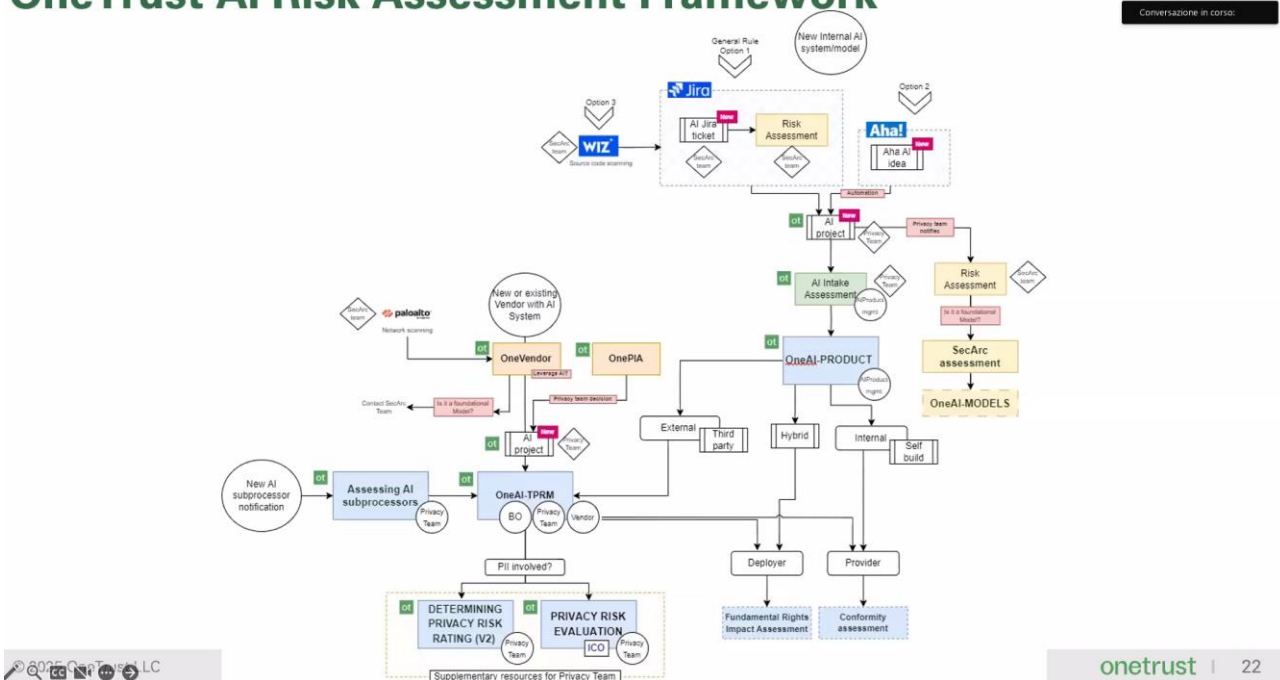 OneTrust AI Risk Assessment Framework
Conversazione in corso:
New Internal AI
system/model
General Rule
Option 1
Option 2
Option 3
Jira
New
AI Jira
ticket
Risk
Assessment
SecArc
team
SecArc
team
SecArc
team
WIZ
Source code scanning
Aha!
New
Aha AI
idea
Automation
ot
New
AI
project
Privacy
Team
Privacy team
notifies
ot
AI Intake
Assessment
Privacy
Team
AIProduct
mgmt
Risk
Assessment
SecArc
team
Is it a foundational
Model?
SecArc
assessment
OneAI-MODELS
ot
OneAI-PRODUCT
AIProduct
mgmt
New or existing
Vendor with AI
System
SecArc
team
paloalto
Network scanning
ot
OneVendor
Leverage AI?
ot
OnePIA
Privacy team decision
Is it a foundational
Model?
Contact SecArc
Team
ot
New
AI
project
Privacy
Team
External
Third
party
Hybrid
Internal
Self
build
New AI
subprocessor
notification
ot
Assessing AI
subprocessors
Privacy
Team
ot
OneAI-TPRM
BO
Privacy
Team
Vendor
PII involved?
Deployer
Provider
Fundamental Rights
Impact Assessment
Conformity
assessment
ot
DETERMINING
PRIVACY RISK
RATING (V2)
Privacy
Team
ot
PRIVACY RISK
EVALUATION
ICO
Privacy
Team
Supplementary resources for Privacy Team
© 2025 OneTrust LLC
CC
onetrust | 22